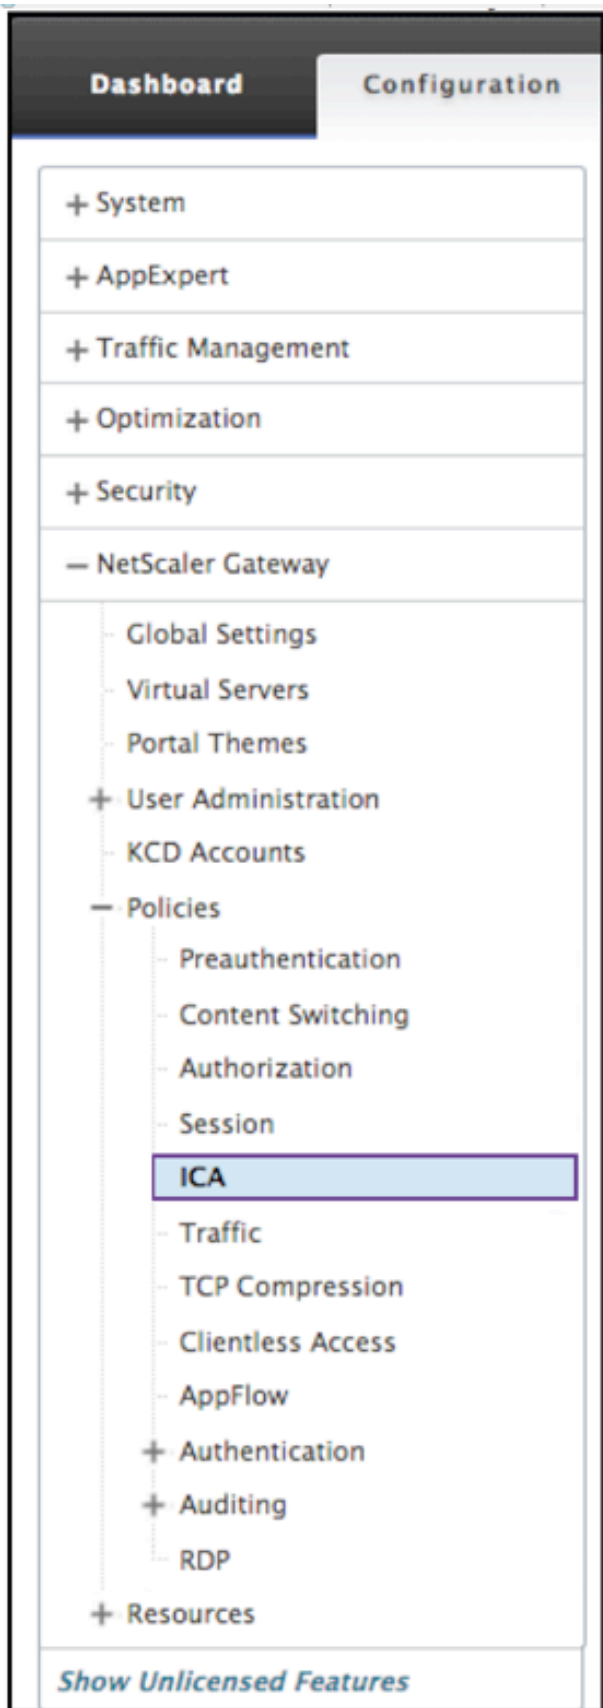 Dashboard
Configuration
System
AppExpert
Traffic Management
Optimization
Security
NetScaler Gateway
Global Settings
Virtual Servers
Portal Themes
User Administration
KCD Accounts
Policies
Preauthentication
Content Switching
Authorization
Session
ICA
Traffic
TCP Compression
Clientless Access
AppFlow
Authentication
Auditing
RDP
Resources
Show Unlicensed Features